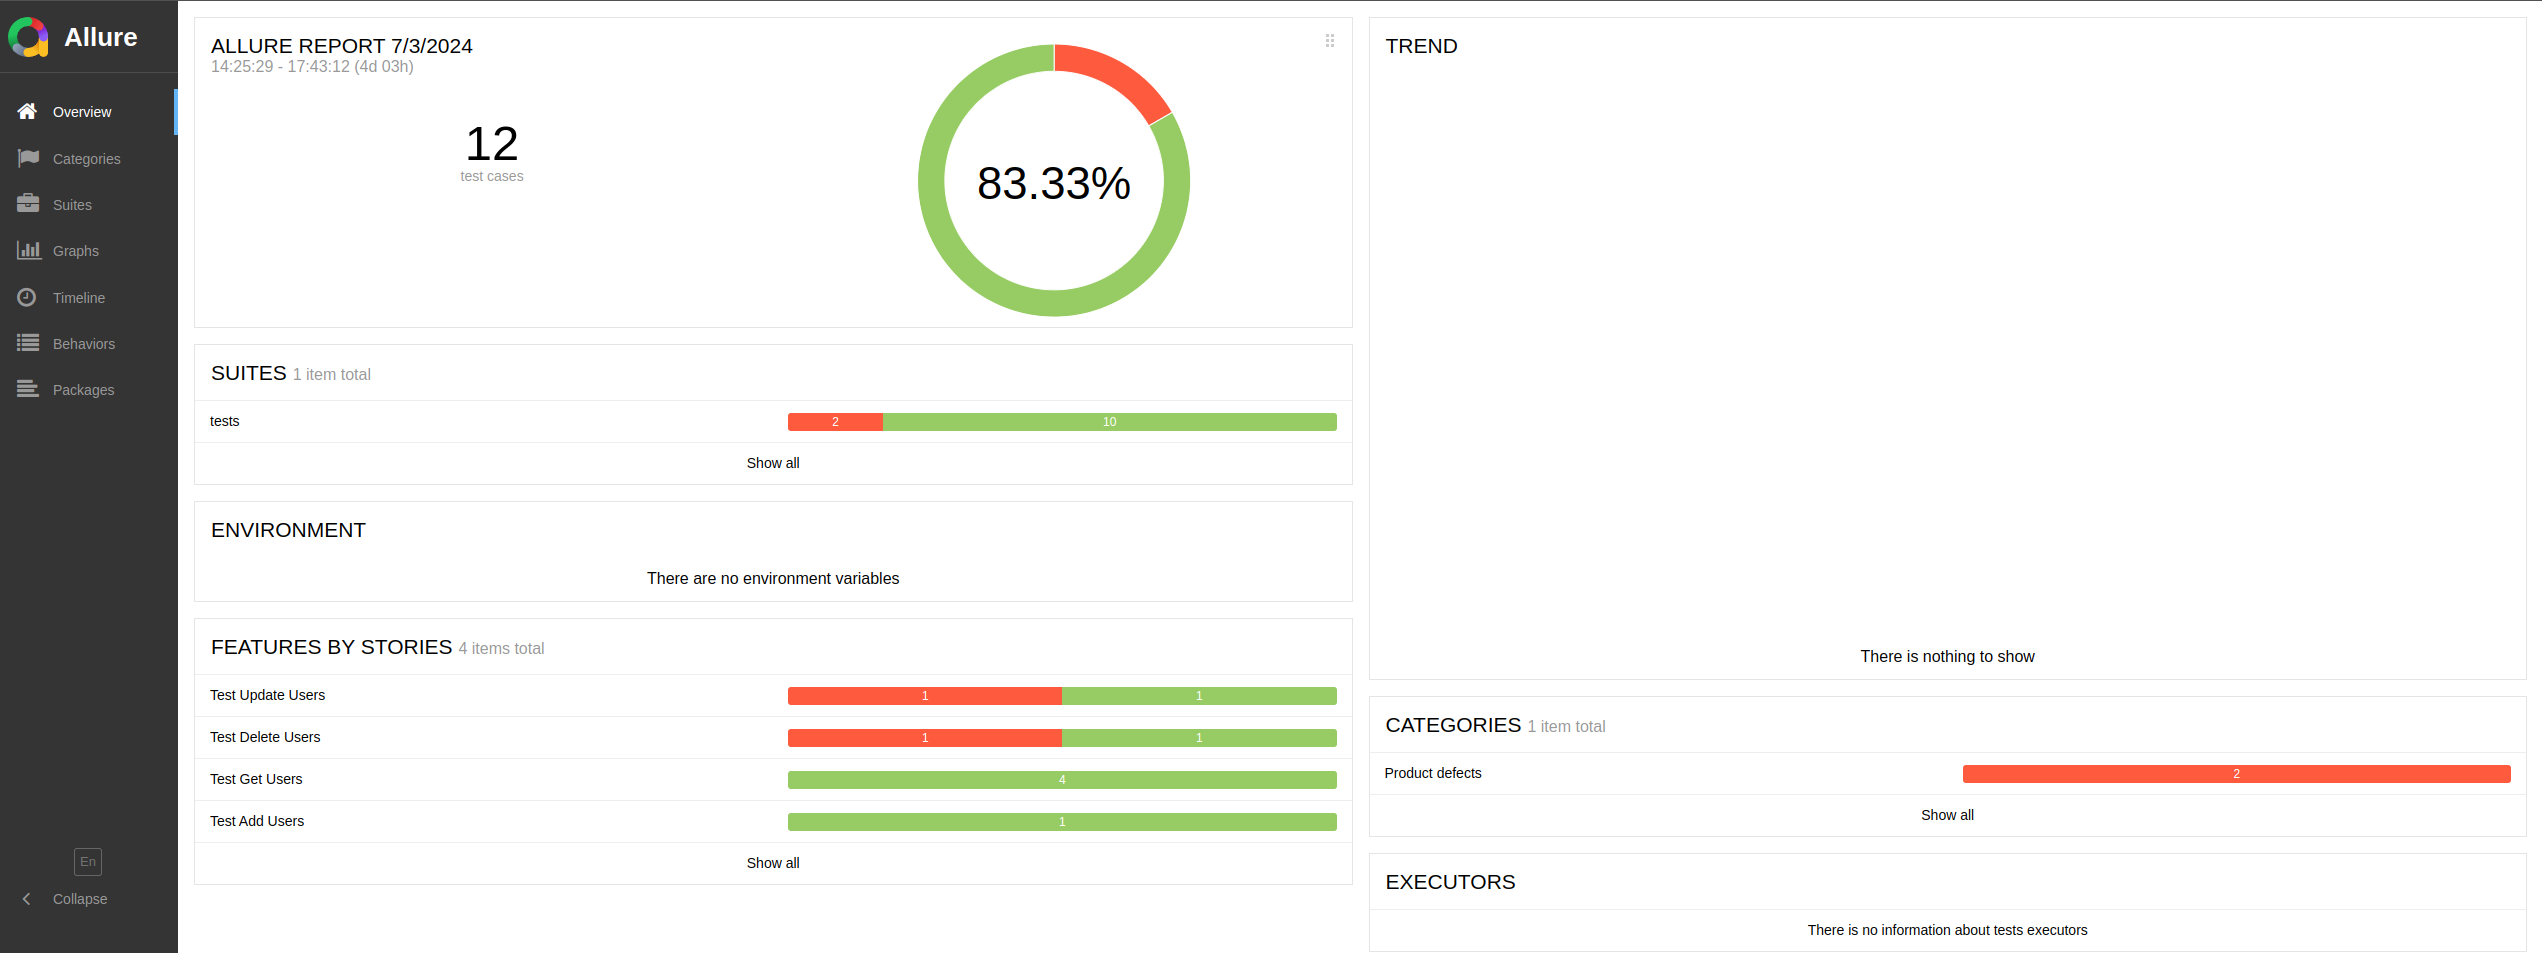 Allure
Overview
Categories
Suites
Graphs
Timeline
Behaviors
Packages
En
Collapse
ALLURE REPORT 7/3/2024
14:25:29 - 17:43:12 (4d 03h)
12
test cases
83.33%
SUITES 1 item total
tests 2 10
Show all
ENVIRONMENT
There are no environment variables
FEATURES BY STORIES 4 items total
Test Update Users 1 1
Test Delete Users 1 1
Test Get Users 4
Test Add Users 1
Show all
TREND
There is nothing to show
CATEGORIES 1 item total
Product defects 2
Show all
EXECUTORS
There is no information about tests executors